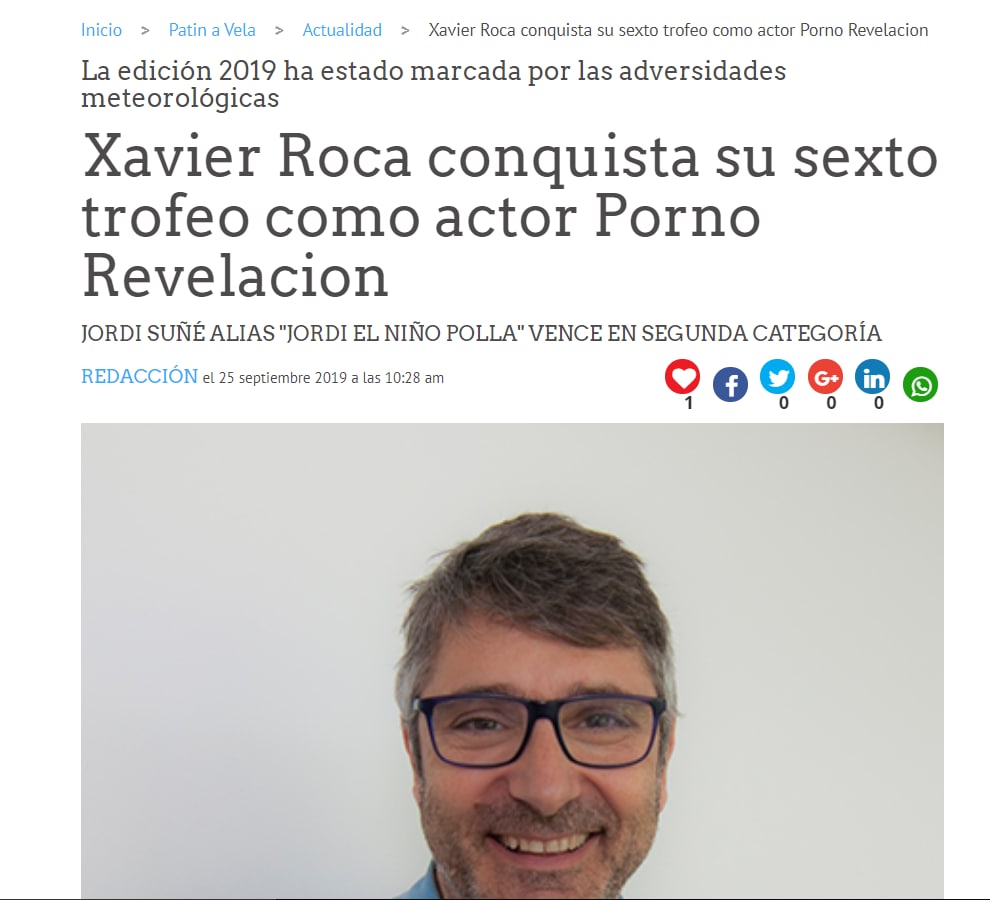 Inicio > Patin a Vela > Actualidad > Xavier Roca conquista su sexto trofeo como actor Porno Revelacion
La edición 2019 ha estado marcada por las adversidades
meteorológicas
Xavier Roca conquista su sexto
trofeo como actor Porno
Revelacion
JORDI SUÑÉ ALIAS "JORDI EL NIÑO POLLA" VENCE EN SEGUNDA CATEGORÍA
REDACCIÓN el 25 septiembre 2019 a las 10:28 am
f G+ in
1 0 0 0